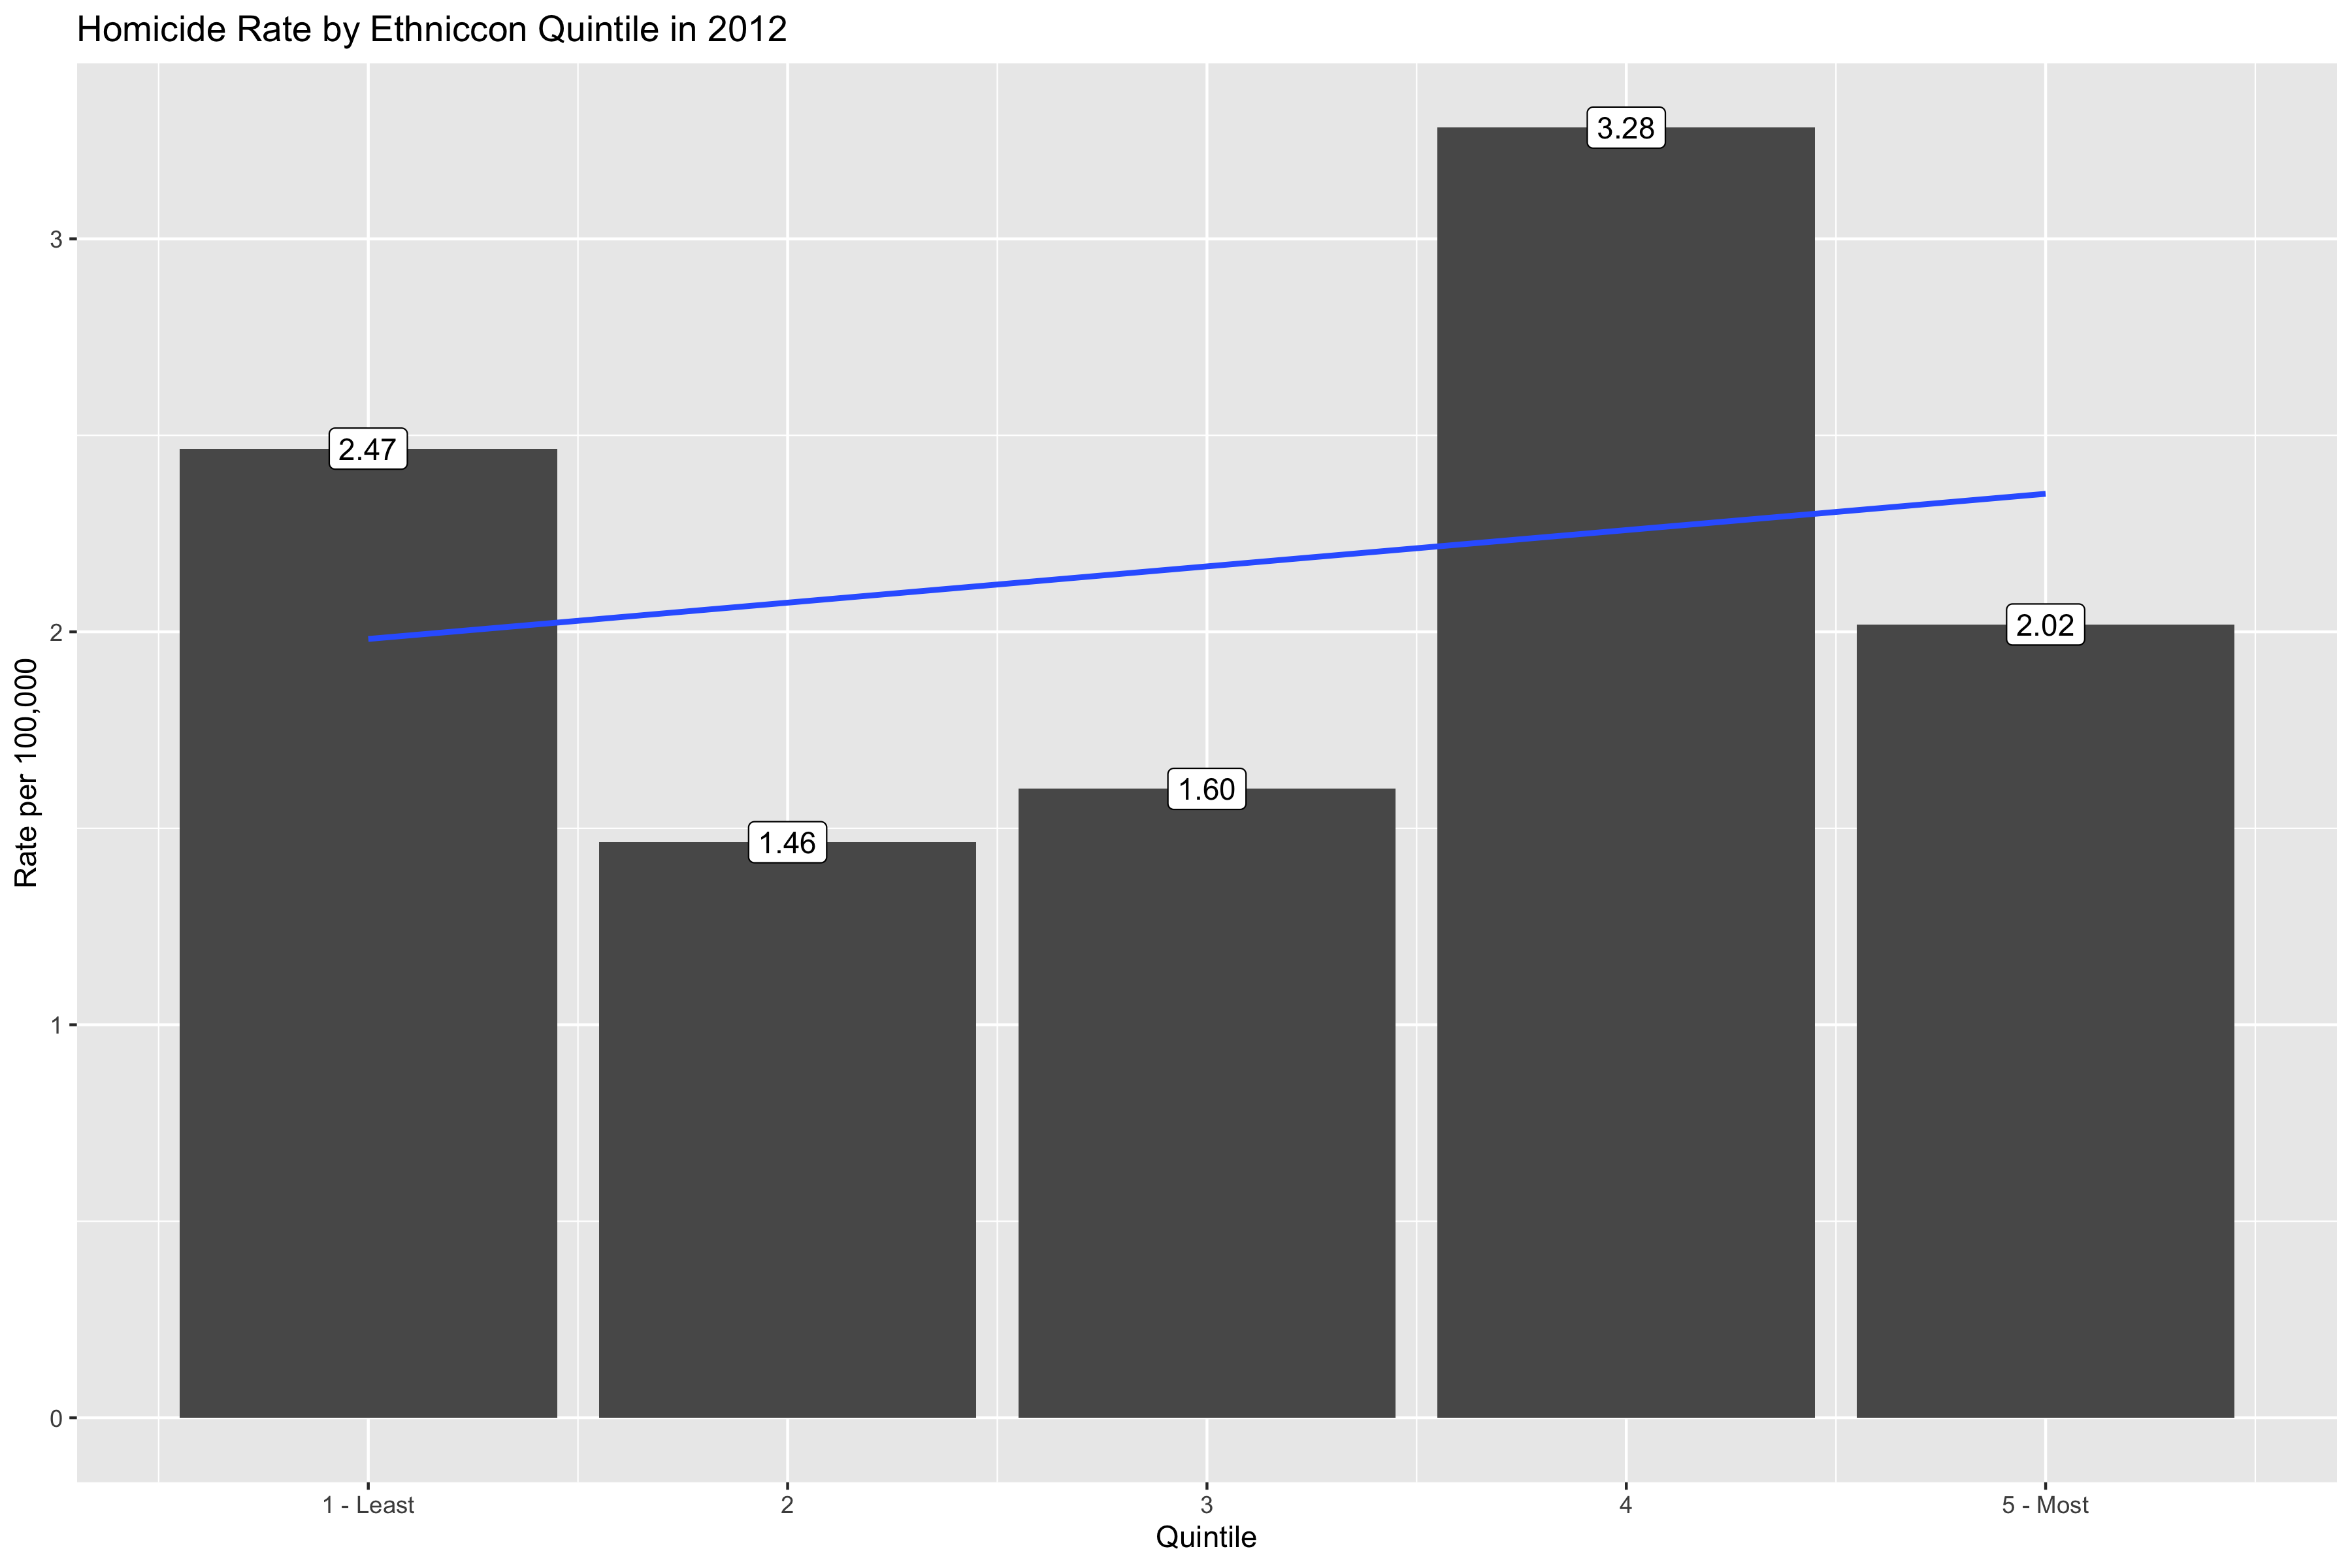 Homicide Rate by Ethniccon Quintile in 2012
3.28
3
2.47
2
2.02
1.60
1.46
1
0
Rate per 100,000
1 - Least
2
3
4
5 - Most
Quintile